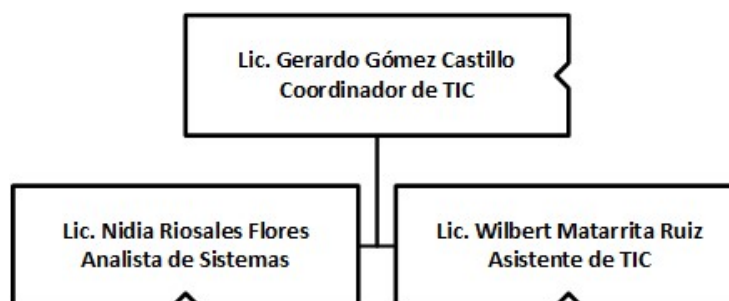 Lic. Gerardo Gómez Castillo
Coordinador de TIC
Lic. Nidia Riosales Flores
Analista de Sistemas
Lic. Wilbert Matarrita Ruiz
Asistente de TIC